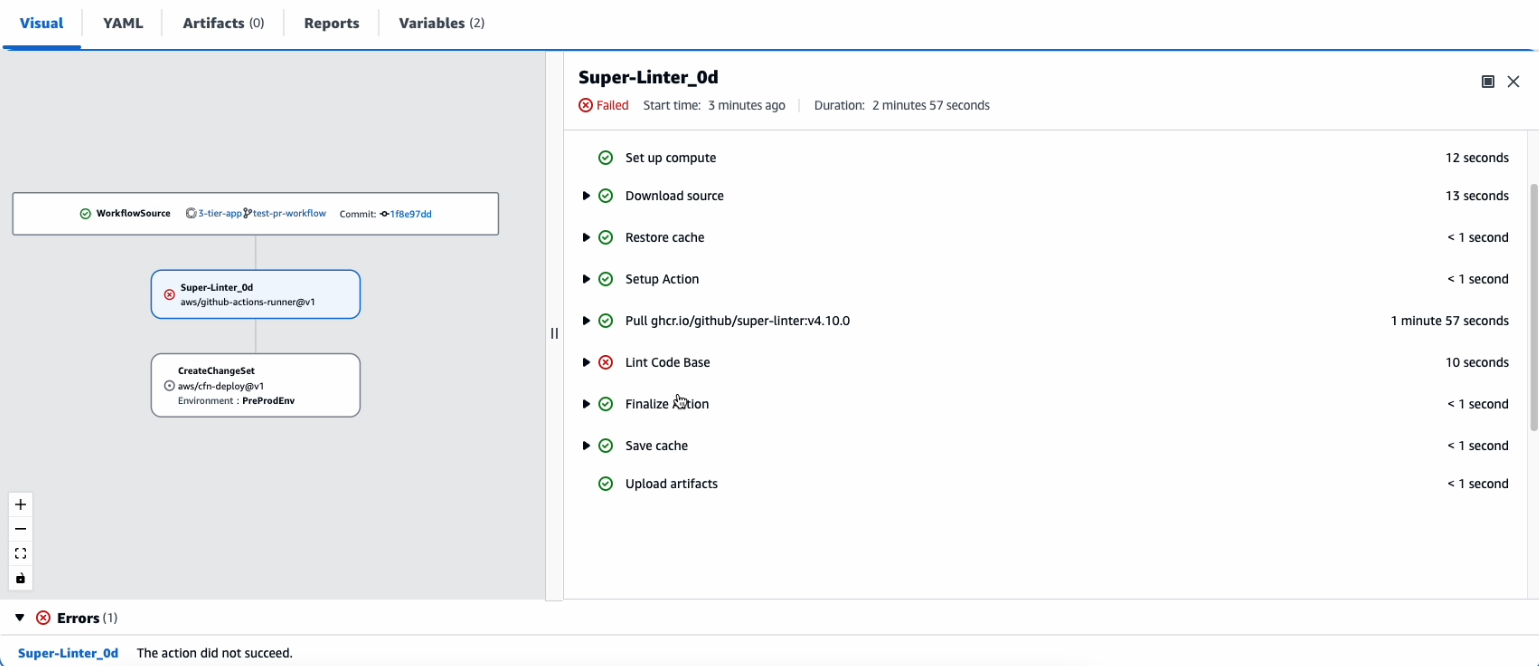 Visual YAML Artifacts (0) Reports Variables (2)
WorkflowSource 3-tier-app test-pr-workflow Commit: 1f8e97dd
Super-Linter_0d
aws/github-actions-runner@v1
CreateChangeSet
aws/cfn-deploy@v1
Environment : PreProdEnv
Super-Linter_0d
Failed Start time: 3 minutes ago Duration: 2 minutes 57 seconds
Set up compute 12 seconds
Download source 13 seconds
Restore cache < 1 second
Setup Action < 1 second
Pull ghcr.io/github/super-linter:v4.10.0 1 minute 57 seconds
Lint Code Base 10 seconds
Finalize Action < 1 second
Save cache < 1 second
Upload artifacts < 1 second
Errors (1)
Super-Linter_0d The action did not succeed.